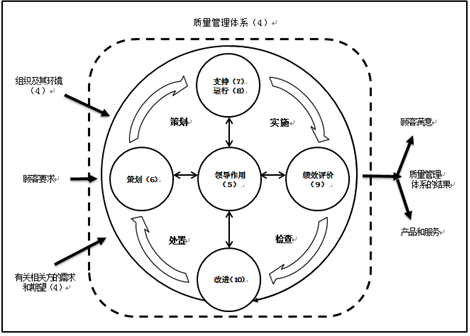 质量管理体系（4）
组织及其环境
（4）
支持（7）
运行（8）
策划
实施
顾客满意
顾客要求
策划（6）
领导作用
（5）
绩效评价
（9）
质量管理
体系的结果
处置
检查
产品和服务
有关相关方的需求
和期望（4）
改进（10）